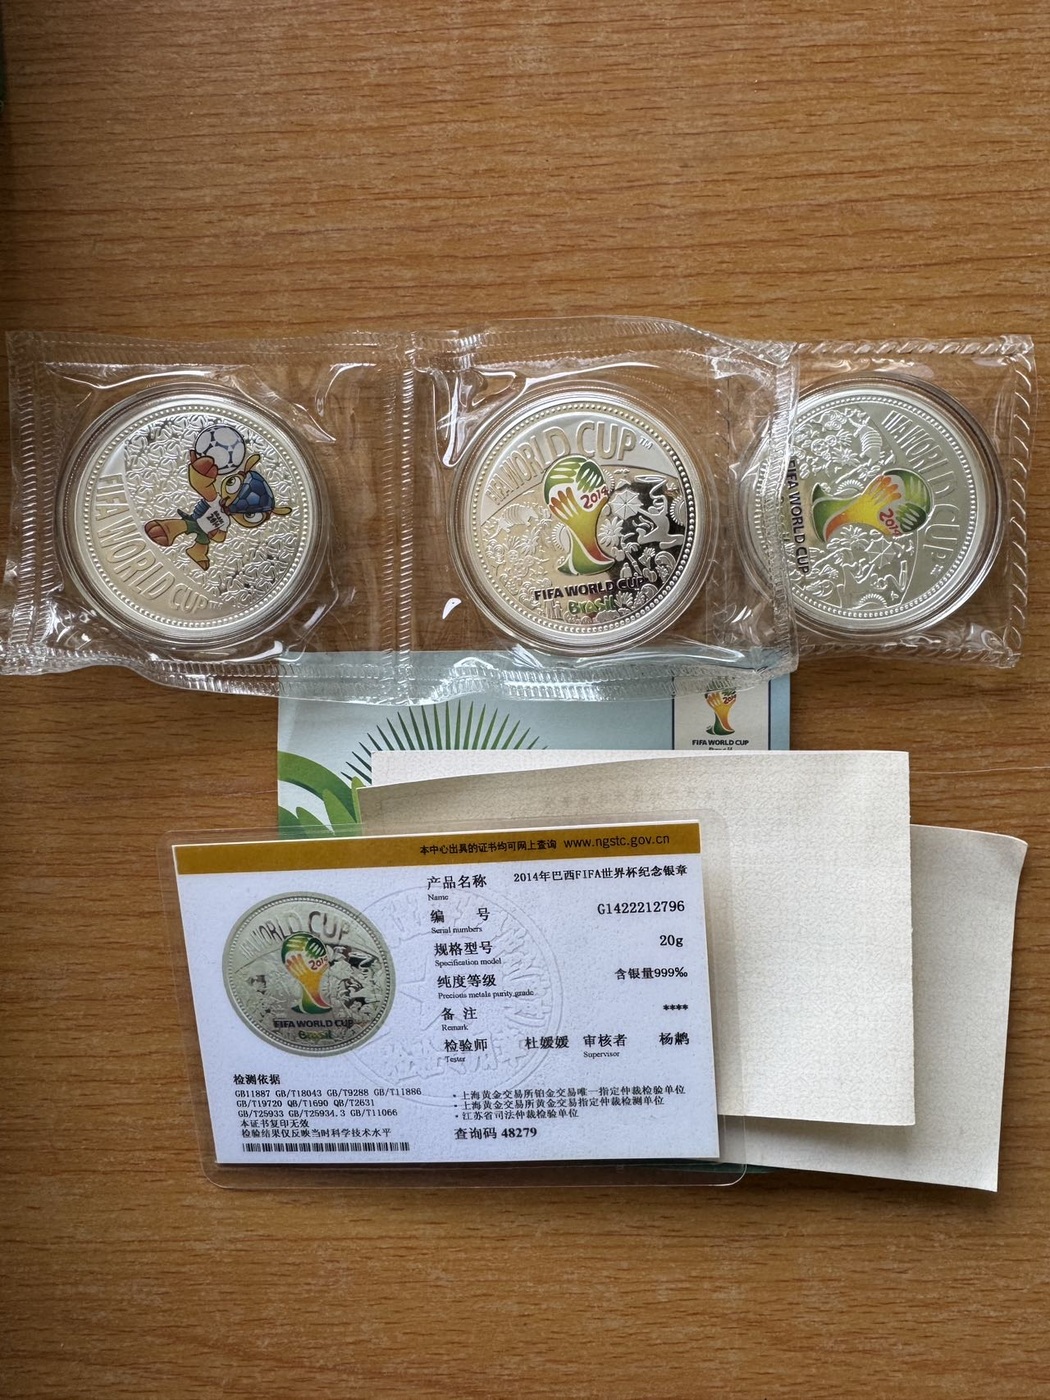 FIFA WORLD CUP
FIFA WORLD CUP™
2014
FIFA WORLD CUP
Brasil
FIFA WORLD CUP™
2014
FIFA WORLD CUP
FIFA WORLD CUP
本中心出具的证书均可网上查询 www.ngstc.gov.cn
产品名称 2014年巴西FIFA世界杯纪念银章
Name
编 号 G1422212796
Serial numbers
规格型号 20g
Specification model
纯度等级 含银量999‰
Precious metals purity grade
备 注 ****
Remark
检验师 杜媛媛 审核者 杨鹔
Tester Supervisor
WORLD CUP
2014
FIFA WORLD CUP
Brasil
检测依据
GB11887 GB/T18043 GB/T9288 GB/T11886
GB/T19720 QB/T1690 QB/T2631
GB/T25933 GB/T25934.3 GB/T11066
本证书复印无效
检验结果仅反映当时科学技术水平
• 上海黄金交易所铂金交易唯一指定仲裁检验单位
• 上海黄金交易所黄金交易指定仲裁检测单位
• 江苏省司法仲裁检验单位
查询码 48279